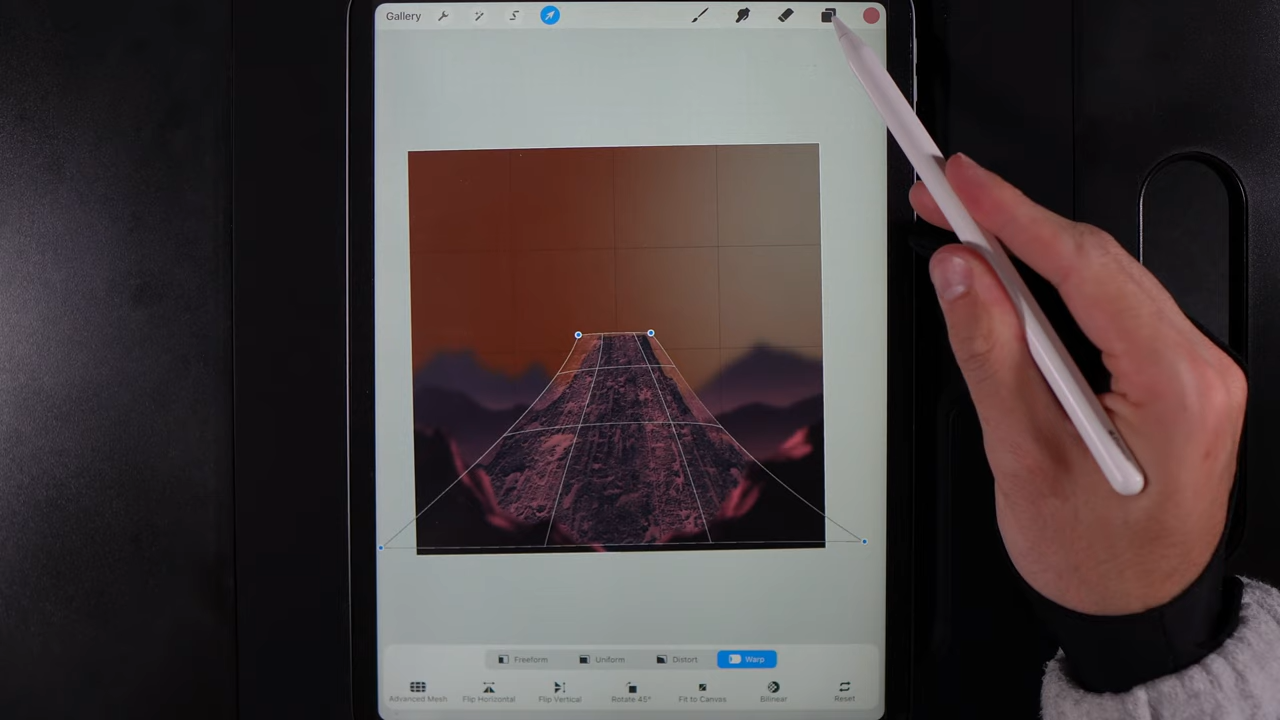 Gallery
Freeform Uniform Distort Warp
Advanced Mesh Flip Horizontal Flip Vertical Rotate 45° Fit to Canvas Bilinear Reset